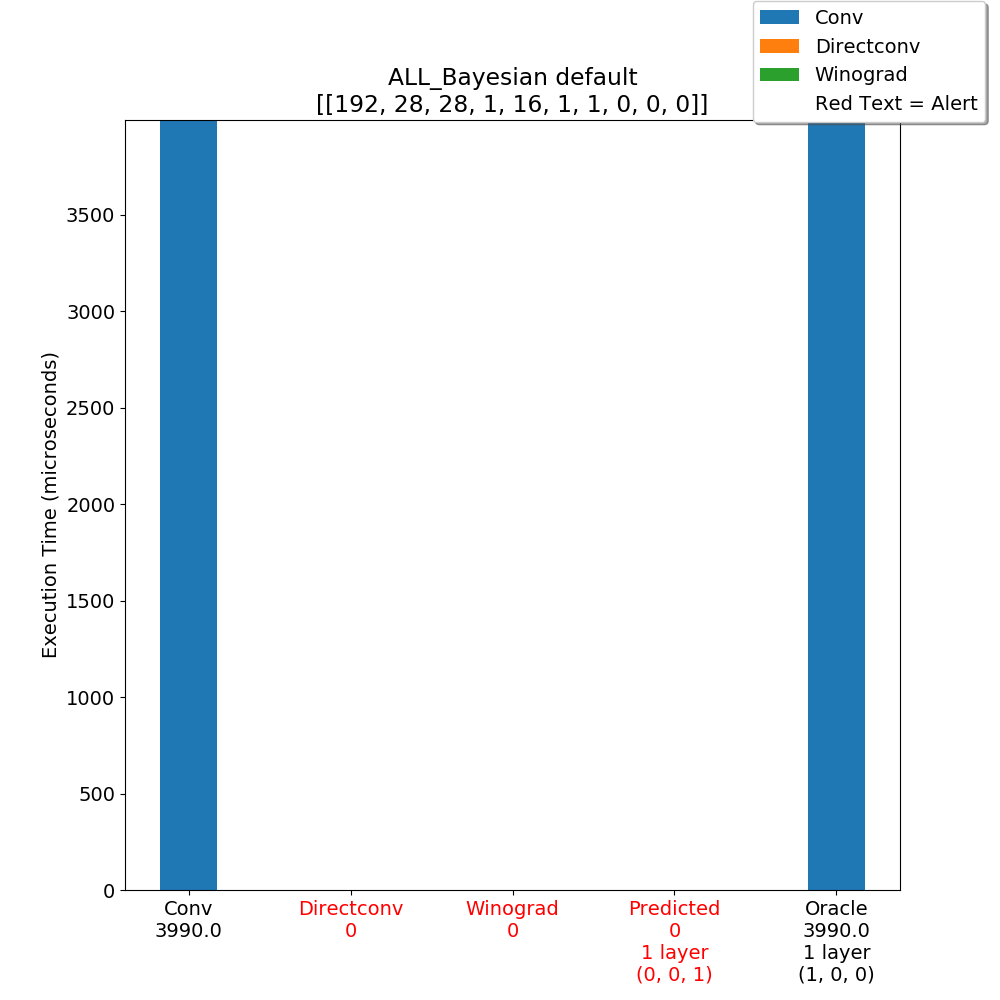 Conv
Directconv
Winograd
Red Text = Alert
ALL_Bayesian default
[[192, 28, 28, 1, 16, 1, 1, 0, 0, 0]]
Execution Time (microseconds)
3500
3000
2500
2000
1500
1000
500
0
Conv
3990.0
Directconv
0
Winograd
0
Predicted
0
1 layer
(0, 0, 1)
Oracle
3990.0
1 layer
(1, 0, 0)